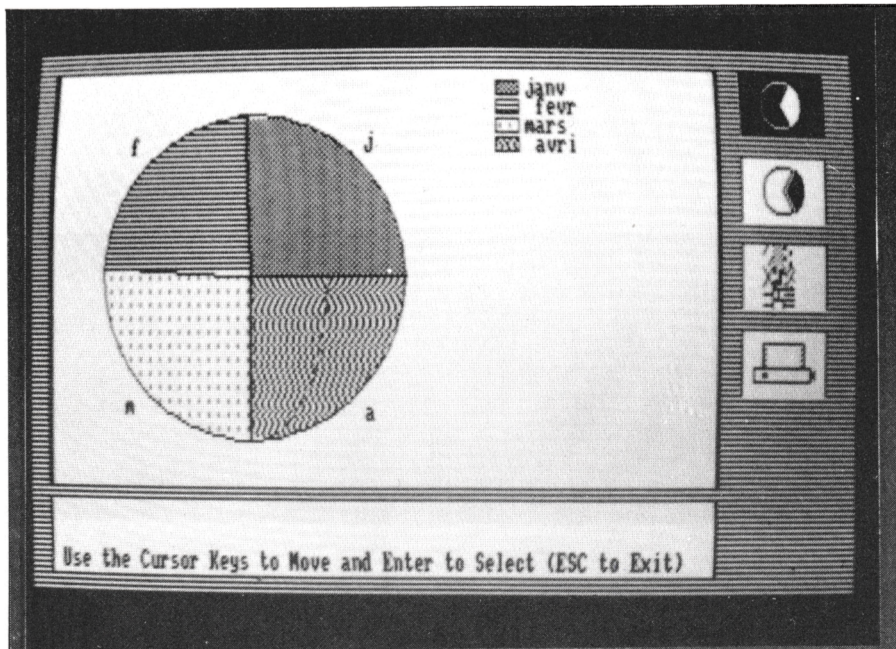 janv
fevr
mars
avri
f
j
m
a
Use the Cursor Keys to Move and Enter to Select (ESC to Exit)